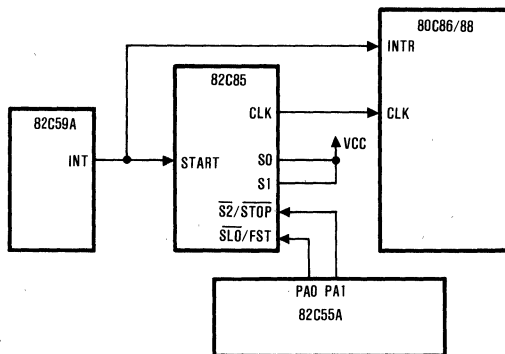 80C86/88
INTR
82C85
CLK
CLK
82C59A
VCC
INT
START
S0
S1
S2/STOP
SLO/FST
PA0 PA1
82C55A